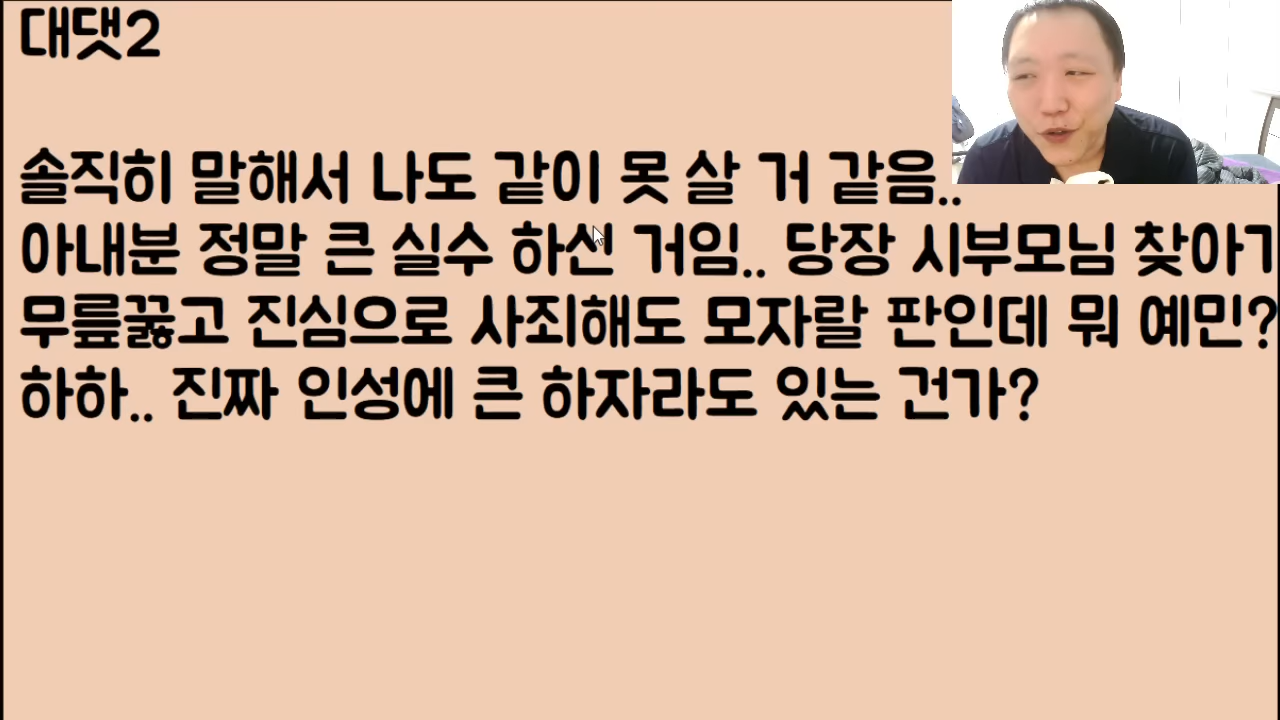 대댓2
솔직히 말해서 나도 같이 못 살 거 같음..
아내분 정말 큰 실수 하신 거임.. 당장 시부모님 찾아가
무릎꿇고 진심으로 사죄해도 모자랄 판인데 뭐 예민?
하하.. 진짜 인성에 큰 하자라도 있는 건가?